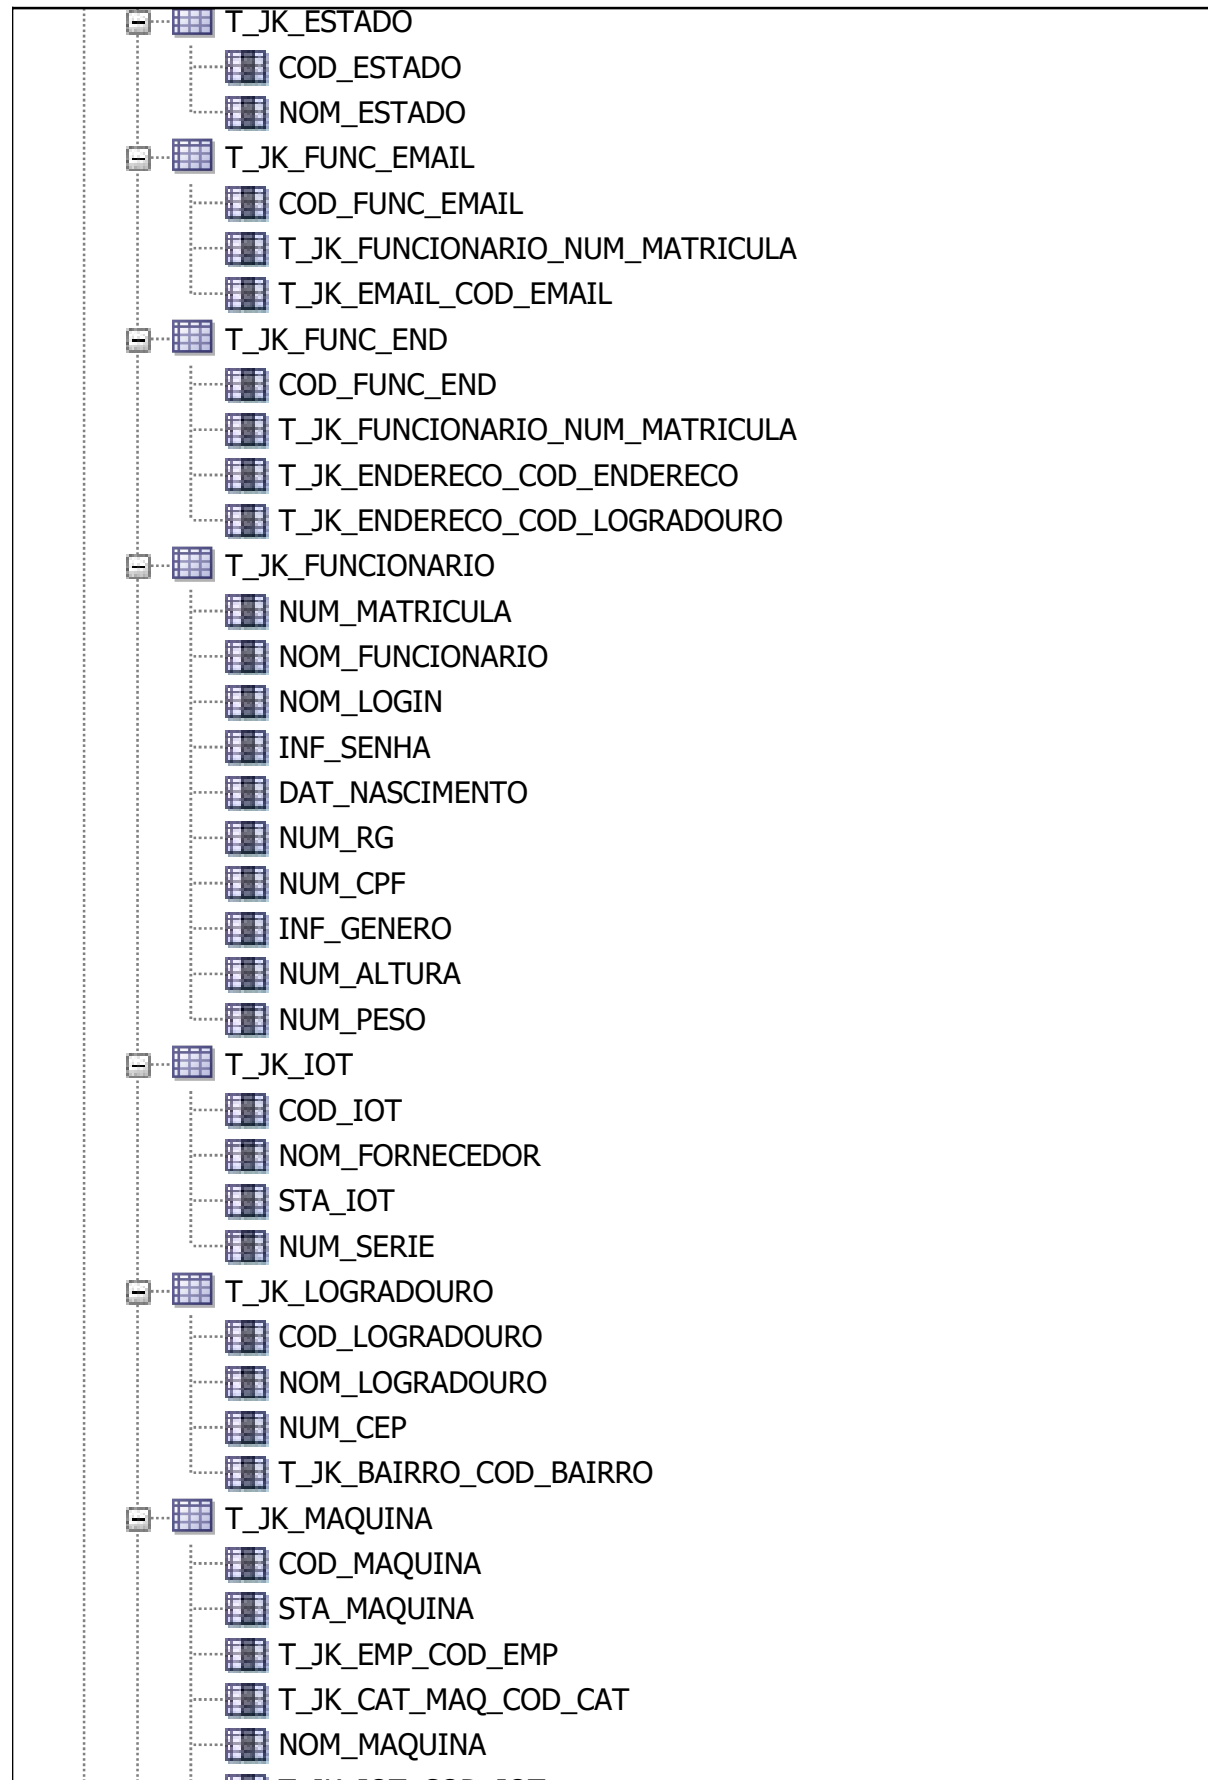 T_JK_ESTADO
COD_ESTADO
NOM_ESTADO
T_JK_FUNC_EMAIL
COD_FUNC_EMAIL
T_JK_FUNCIONARIO_NUM_MATRICULA
T_JK_EMAIL_COD_EMAIL
T_JK_FUNC_END
COD_FUNC_END
T_JK_FUNCIONARIO_NUM_MATRICULA
T_JK_ENDERECO_COD_ENDERECO
T_JK_ENDERECO_COD_LOGRADOURO
T_JK_FUNCIONARIO
NUM_MATRICULA
NOM_FUNCIONARIO
NOM_LOGIN
INF_SENHA
DAT_NASCIMENTO
NUM_RG
NUM_CPF
INF_GENERO
NUM_ALTURA
NUM_PESO
T_JK_IOT
COD_IOT
NOM_FORNECEDOR
STA_IOT
NUM_SERIE
T_JK_LOGRADOURO
COD_LOGRADOURO
NOM_LOGRADOURO
NUM_CEP
T_JK_BAIRRO_COD_BAIRRO
T_JK_MAQUINA
COD_MAQUINA
STA_MAQUINA
T_JK_EMP_COD_EMP
T_JK_CAT_MAQ_COD_CAT
NOM_MAQUINA